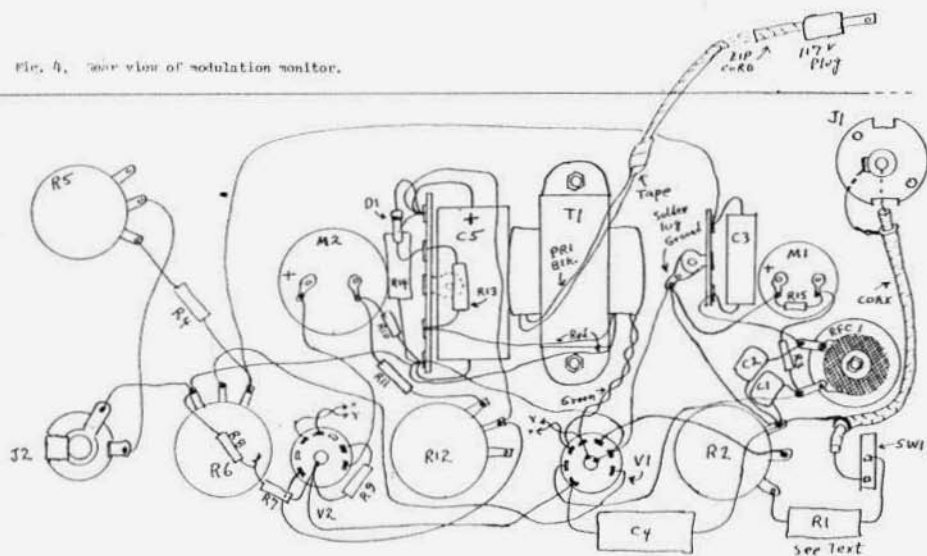 Fig. 4. Rear view of modulation monitor.
ZIP CORD
117V Plug
J1
R5
Tape
D1
M2
+
R14
C5
+
R13
T1
PRI Blk.
Solder lug Ground
C3
M1
+
R15
COAX
R4
Red
RFC1
C2
C1
R11
Green
J2
R6
R8
R7
X
Y
V2
R9
R12
Y
X
V1
R2
SW1
C4
R1
See Text